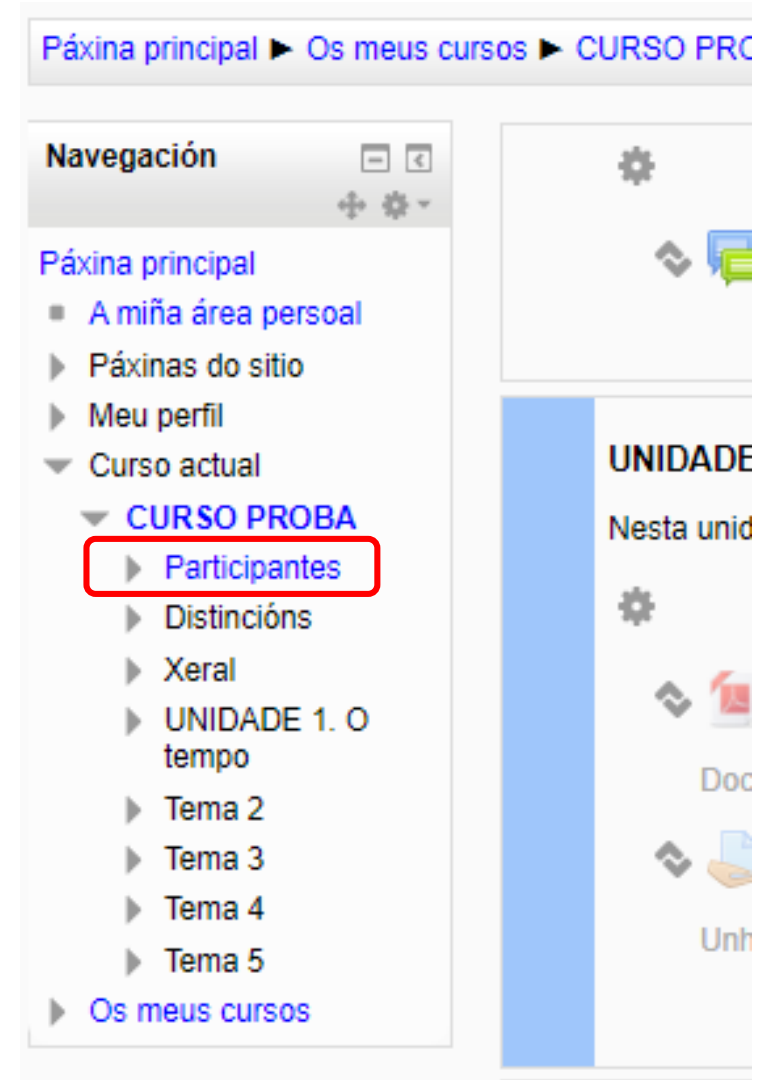 Páxina principal ► Os meus cursos ► CURSO PRO
Navegación
Páxina principal
A miña área persoal
Páxinas do sitio
Meu perfil
Curso actual
CURSO PROBA
Participantes
Distincións
Xeral
UNIDADE 1. O
tempo
Tema 2
Tema 3
Tema 4
Tema 5
Os meus cursos
UNIDADE
Nesta unid
Doc
Unh